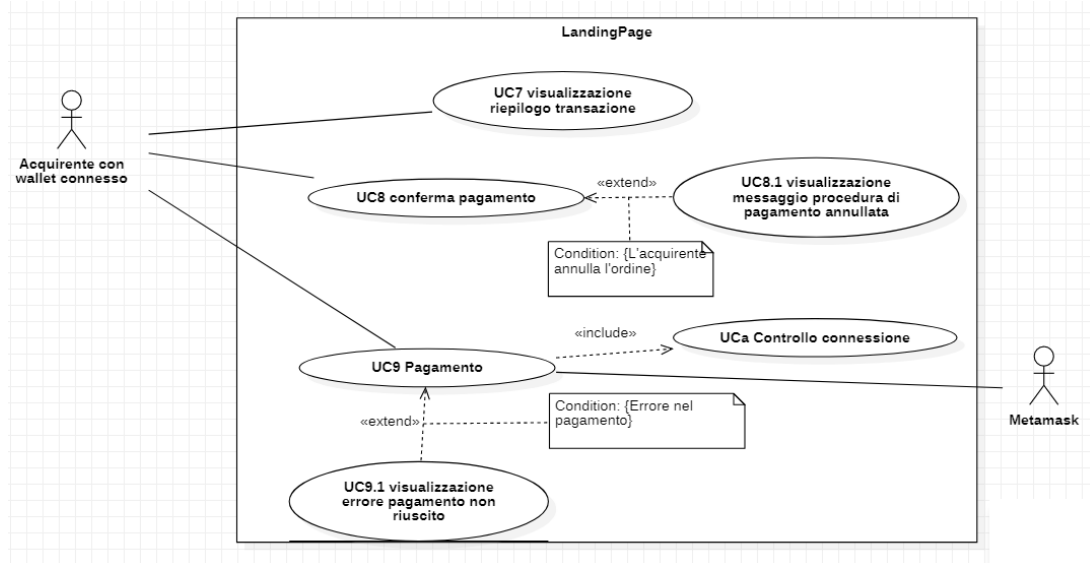 LandingPage
UC7 visualizzazione
riepilogo transazione
Acquirente con
wallet connesso
UC8 conferma pagamento
«extend»
UC8.1 visualizzazione
messaggio procedura di
pagamento annullata
Condition: {L'acquirente
annulla l'ordine}
«include»
UCa Controllo connessione
UC9 Pagamento
Metamask
«extend»
Condition: {Errore nel
pagamento}
UC9.1 visualizzazione
errore pagamento non
riuscito